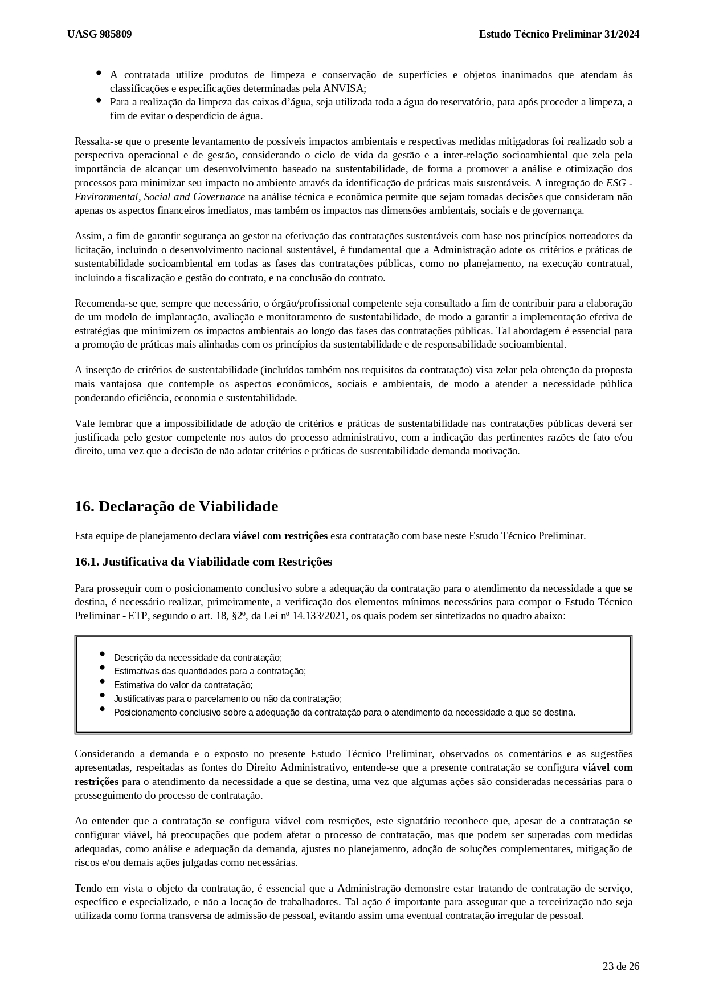 UASG 985809
Estudo Técnico Preliminar 31/2024
● A contratada utilize produtos de limpeza e conservação de superfícies e objetos inanimados que atendam às
classificações e especificações determinadas pela ANVISA;
● Para a realização da limpeza das caixas d’água, seja utilizada toda a água do reservatório, para após proceder a limpeza, a
fim de evitar o desperdício de água.
Ressalta-se que o presente levantamento de possíveis impactos ambientais e respectivas medidas mitigadoras foi realizado sob a
perspectiva operacional e de gestão, considerando o ciclo de vida da gestão e a inter-relação socioambiental que zela pela
importância de alcançar um desenvolvimento baseado na sustentabilidade, de forma a promover a análise e otimização dos
processos para minimizar seu impacto no ambiente através da identificação de práticas mais sustentáveis. A integração de ESG -
Environmental, Social and Governance na análise técnica e econômica permite que sejam tomadas decisões que consideram não
apenas os aspectos financeiros imediatos, mas também os impactos nas dimensões ambientais, sociais e de governança.
Assim, a fim de garantir segurança ao gestor na efetivação das contratações sustentáveis com base nos princípios norteadores da
licitação, incluindo o desenvolvimento nacional sustentável, é fundamental que a Administração adote os critérios e práticas de
sustentabilidade socioambiental em todas as fases das contratações públicas, como no planejamento, na execução contratual,
incluindo a fiscalização e gestão do contrato, e na conclusão do contrato.
Recomenda-se que, sempre que necessário, o órgão/profissional competente seja consultado a fim de contribuir para a elaboração
de um modelo de implantação, avaliação e monitoramento de sustentabilidade, de modo a garantir a implementação efetiva de
estratégias que minimizem os impactos ambientais ao longo das fases das contratações públicas. Tal abordagem é essencial para
a promoção de práticas mais alinhadas com os princípios da sustentabilidade e de responsabilidade socioambiental.
A inserção de critérios de sustentabilidade (incluídos também nos requisitos da contratação) visa zelar pela obtenção da proposta
mais vantajosa que contemple os aspectos econômicos, sociais e ambientais, de modo a atender a necessidade pública
ponderando eficiência, economia e sustentabilidade.
Vale lembrar que a impossibilidade de adoção de critérios e práticas de sustentabilidade nas contratações públicas deverá ser
justificada pelo gestor competente nos autos do processo administrativo, com a indicação das pertinentes razões de fato e/ou
direito, uma vez que a decisão de não adotar critérios e práticas de sustentabilidade demanda motivação.
16. Declaração de Viabilidade
Esta equipe de planejamento declara viável com restrições esta contratação com base neste Estudo Técnico Preliminar.
16.1. Justificativa da Viabilidade com Restrições
Para prosseguir com o posicionamento conclusivo sobre a adequação da contratação para o atendimento da necessidade a que se
destina, é necessário realizar, primeiramente, a verificação dos elementos mínimos necessários para compor o Estudo Técnico
Preliminar - ETP, segundo o art. 18, §2º, da Lei nº 14.133/2021, os quais podem ser sintetizados no quadro abaixo:
● Descrição da necessidade da contratação;
● Estimativas das quantidades para a contratação;
● Estimativa do valor da contratação;
● Justificativas para o parcelamento ou não da contratação;
● Posicionamento conclusivo sobre a adequação da contratação para o atendimento da necessidade a que se destina.
Considerando a demanda e o exposto no presente Estudo Técnico Preliminar, observados os comentários e as sugestões
apresentadas, respeitadas as fontes do Direito Administrativo, entende-se que a presente contratação se configura viável com
restrições para o atendimento da necessidade a que se destina, uma vez que algumas ações são consideradas necessárias para o
prosseguimento do processo de contratação.
Ao entender que a contratação se configura viável com restrições, este signatário reconhece que, apesar de a contratação se
configurar viável, há preocupações que podem afetar o processo de contratação, mas que podem ser superadas com medidas
adequadas, como análise e adequação da demanda, ajustes no planejamento, adoção de soluções complementares, mitigação de
riscos e/ou demais ações julgadas como necessárias.
Tendo em vista o objeto da contratação, é essencial que a Administração demonstre estar tratando de contratação de serviço,
específico e especializado, e não a locação de trabalhadores. Tal ação é importante para assegurar que a terceirização não seja
utilizada como forma transversa de admissão de pessoal, evitando assim uma eventual contratação irregular de pessoal.
23 de 26